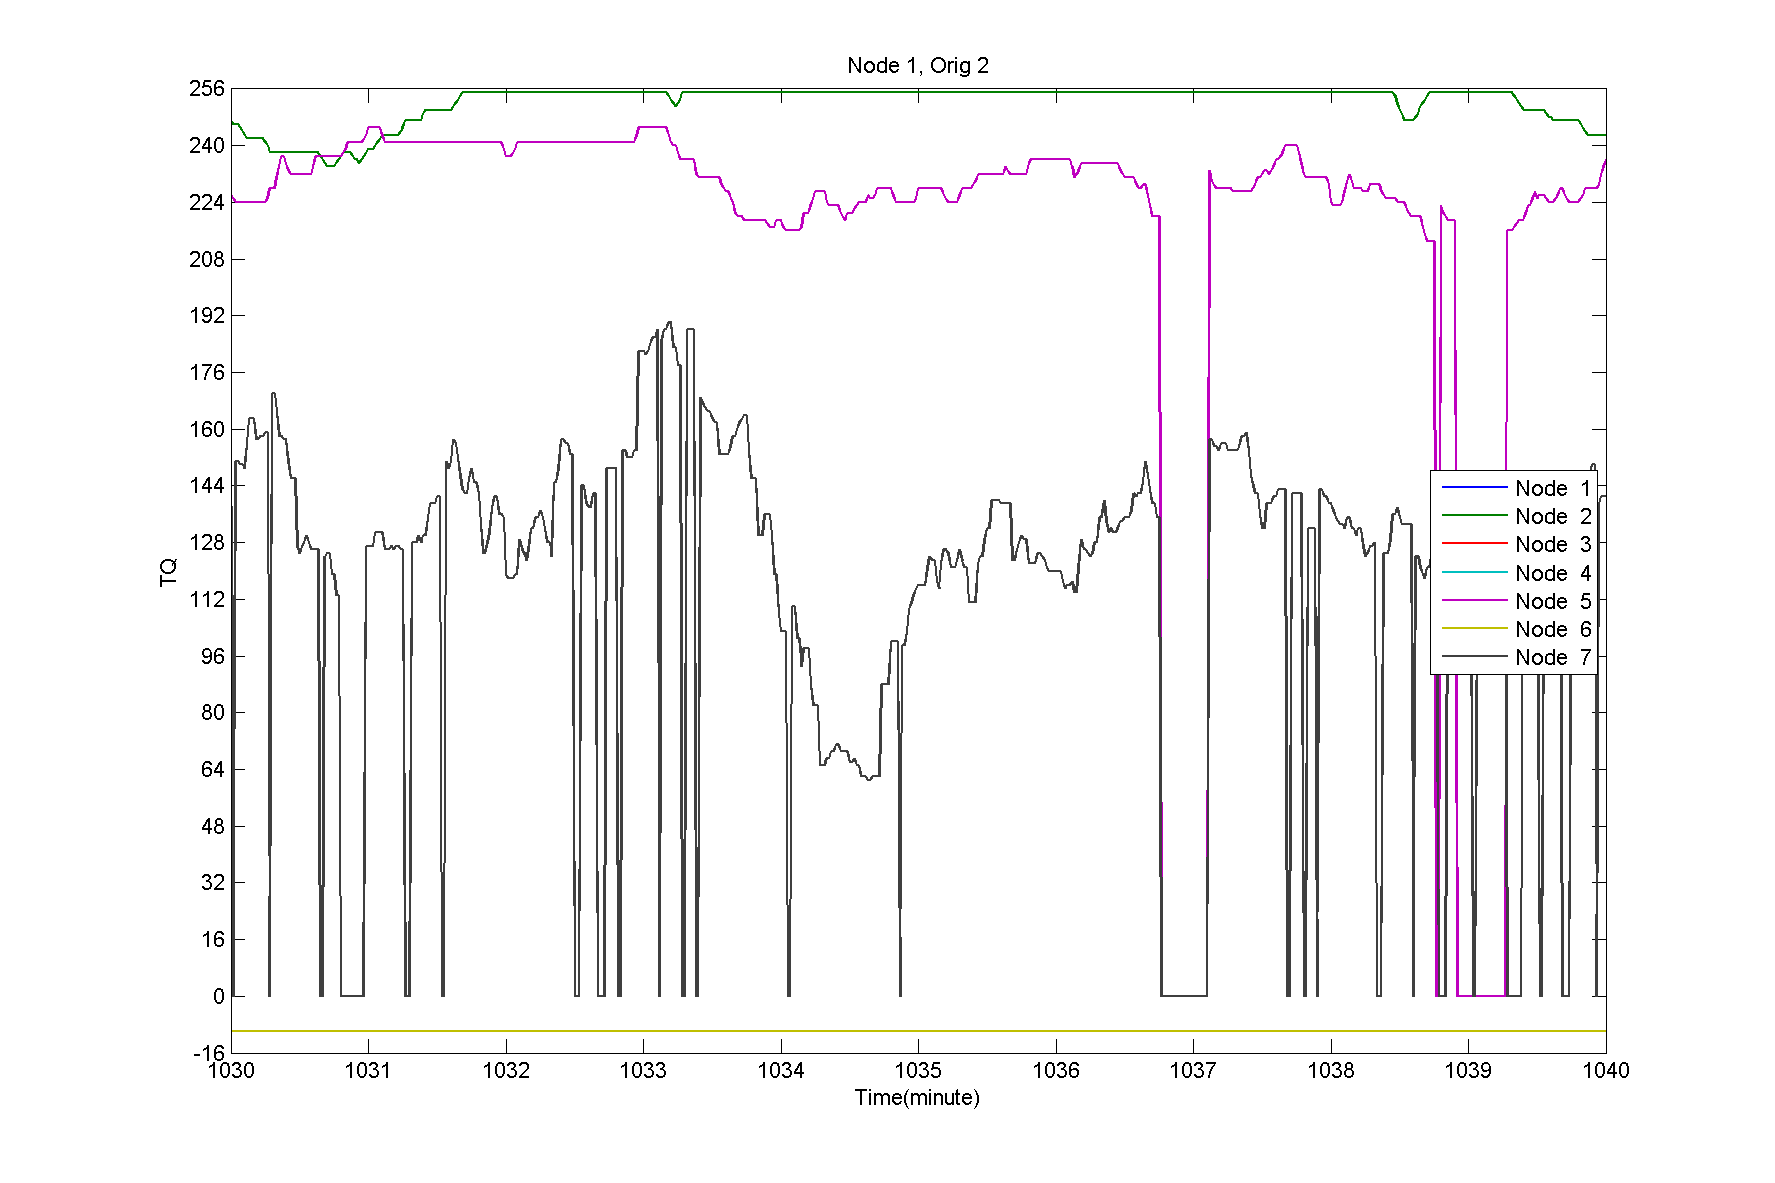 Node 1, Orig 2
256
240
224
208
192
176
160
144
128
112
96
80
64
48
32
16
0
-16
TQ
Node 1
Node 2
Node 3
Node 4
Node 5
Node 6
Node 7
1030 1031 1032 1033 1034 1035 1036 1037 1038 1039 1040
Time(minute)